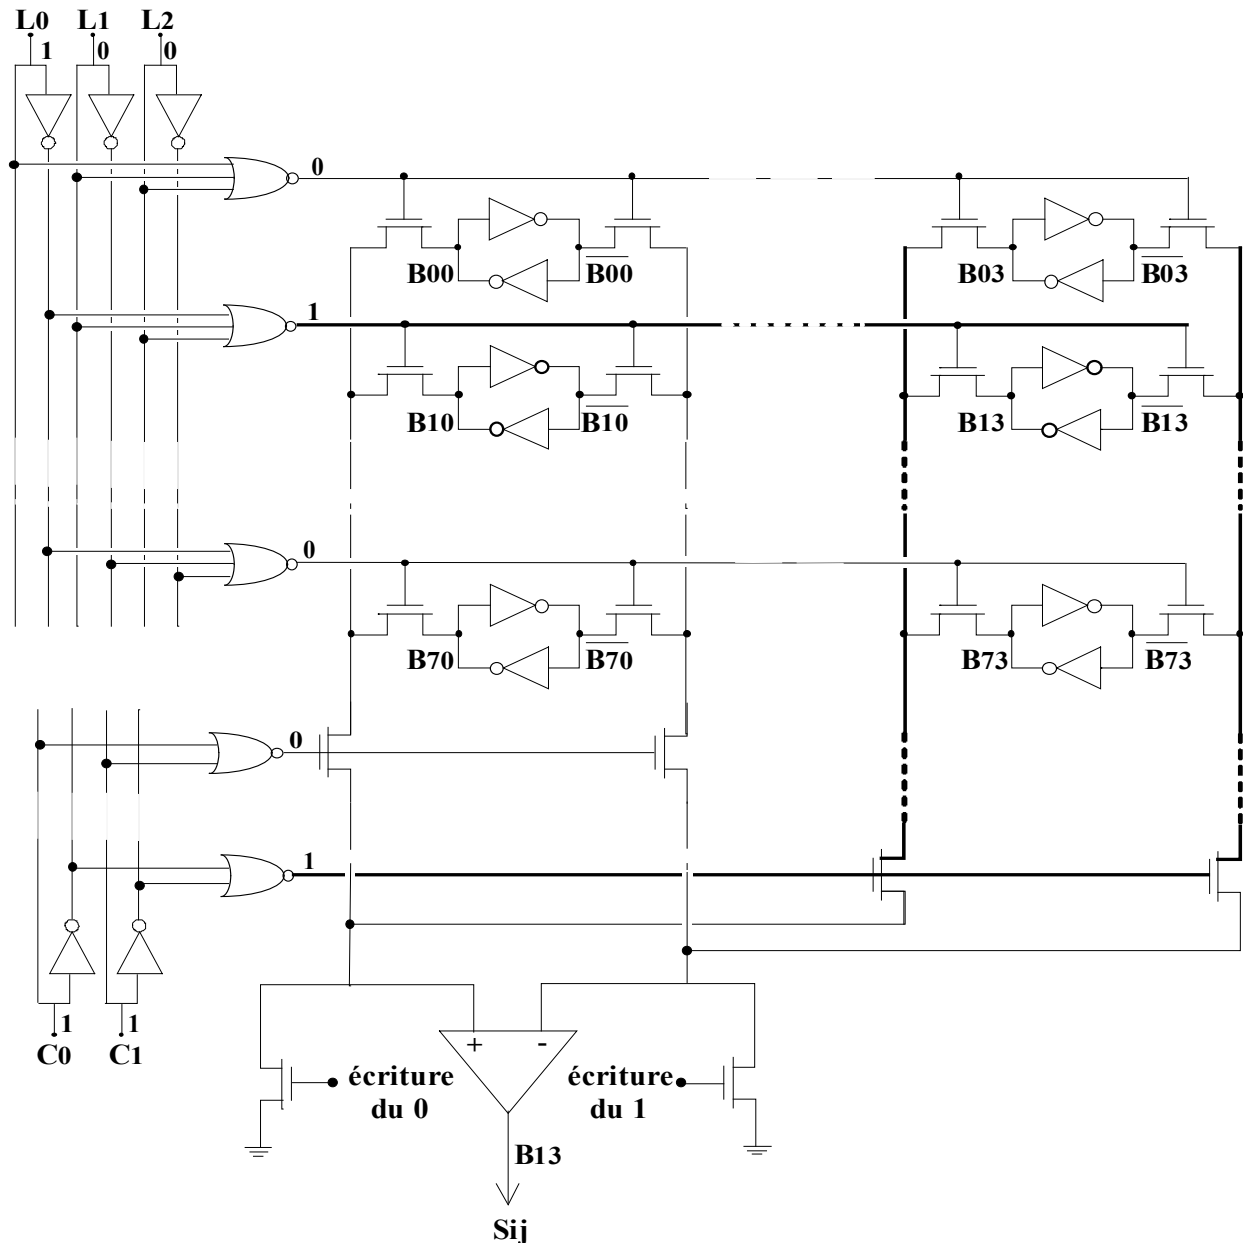 L0 L1 L2
1 0 0
0
B00 B00 B03 B03
1
B10 B10 B13 B13
0
B70 B70 B73 B73
0
1
1 1
C0 C1
+ -
écriture du 0
écriture du 1
B13
Sij